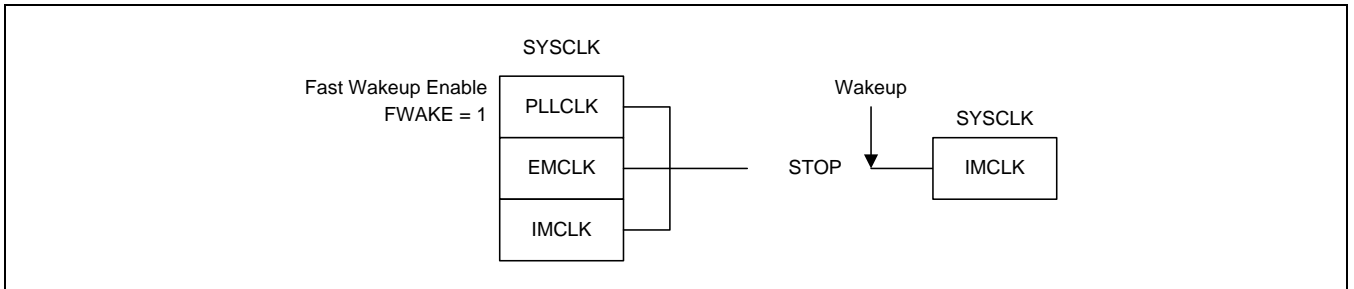 SYSCLK
Fast Wakeup Enable
FWAKE = 1
PLLCLK
EMCLK
IMCLK
STOP
Wakeup
SYSCLK
IMCLK